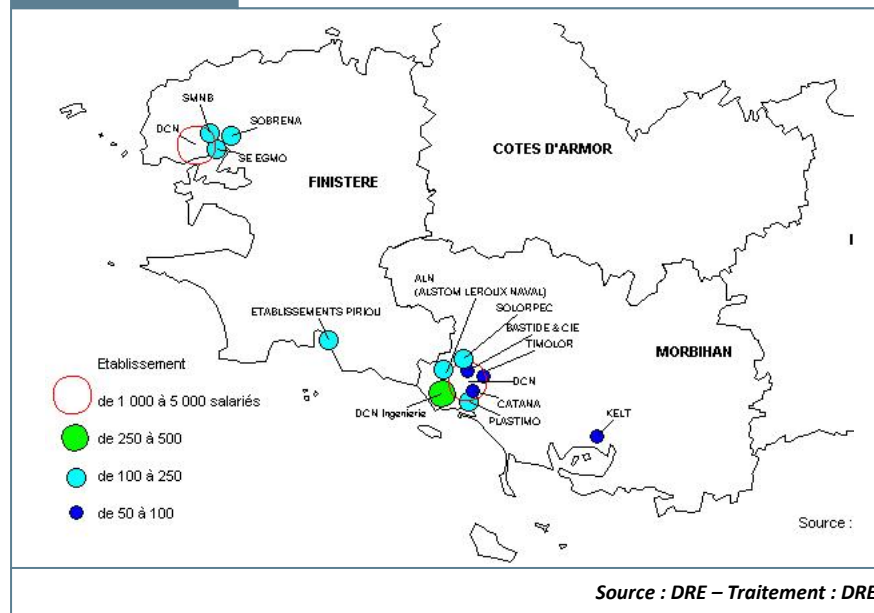 SMNB
DCN
SOBRENA
SE EGMO
COTES D'ARMOR
FINISTERE
ALN
(ALSTOM LEROUX NAVAL)
SOLORPEC
ETABLISSEMENTS PIRIOU
BASTIDE & CIE
TIMOLOR
MORBIHAN
Etablissement
DCN
de 1 000 à 5 000 salariés
CATANA
DCN Ingenierie
PLASTIMO
KELT
de 250 à 500
de 100 à 250
de 50 à 100
Source :
Source : DRE – Traitement : DRE